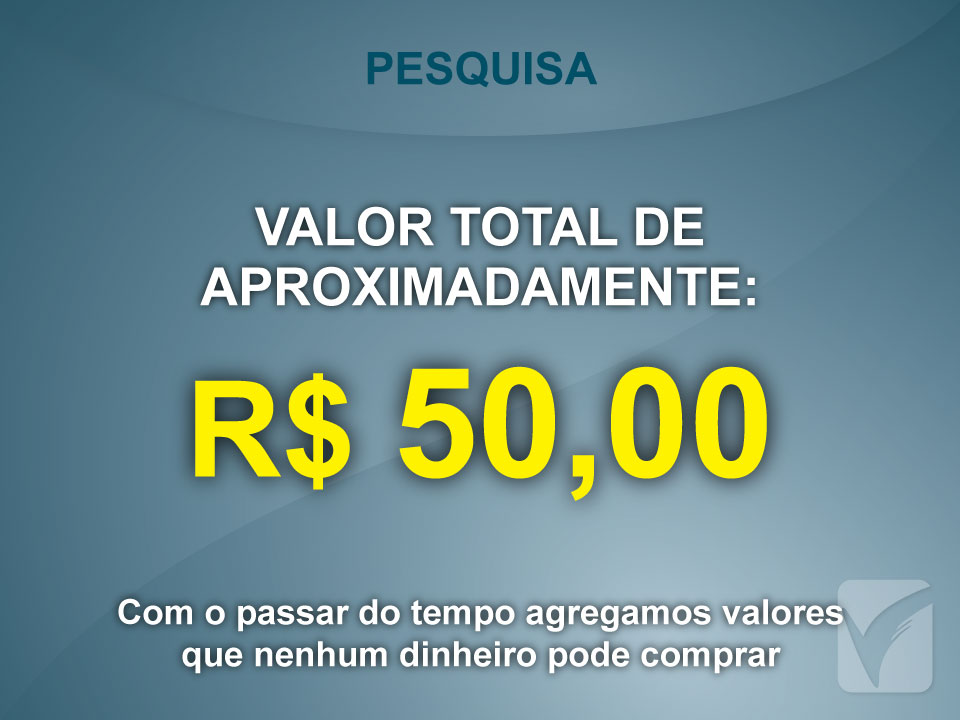 PESQUISA
VALOR TOTAL DE
APROXIMADAMENTE:
R$ 50,00
Com o passar do tempo agregamos valores
que nenhum dinheiro pode comprar